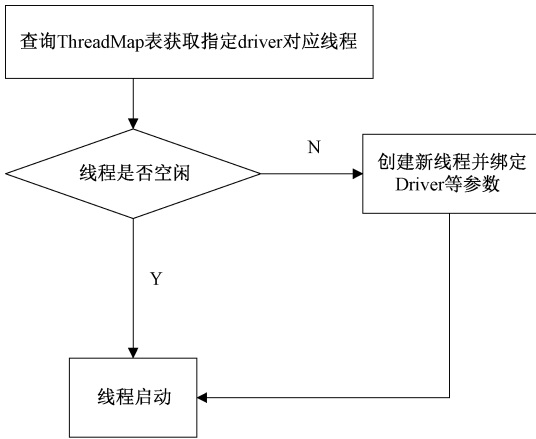 查询ThreadMap表获取指定driver对应线程
线程是否空闲
N
创建新线程并绑定
Driver等参数
Y
线程启动